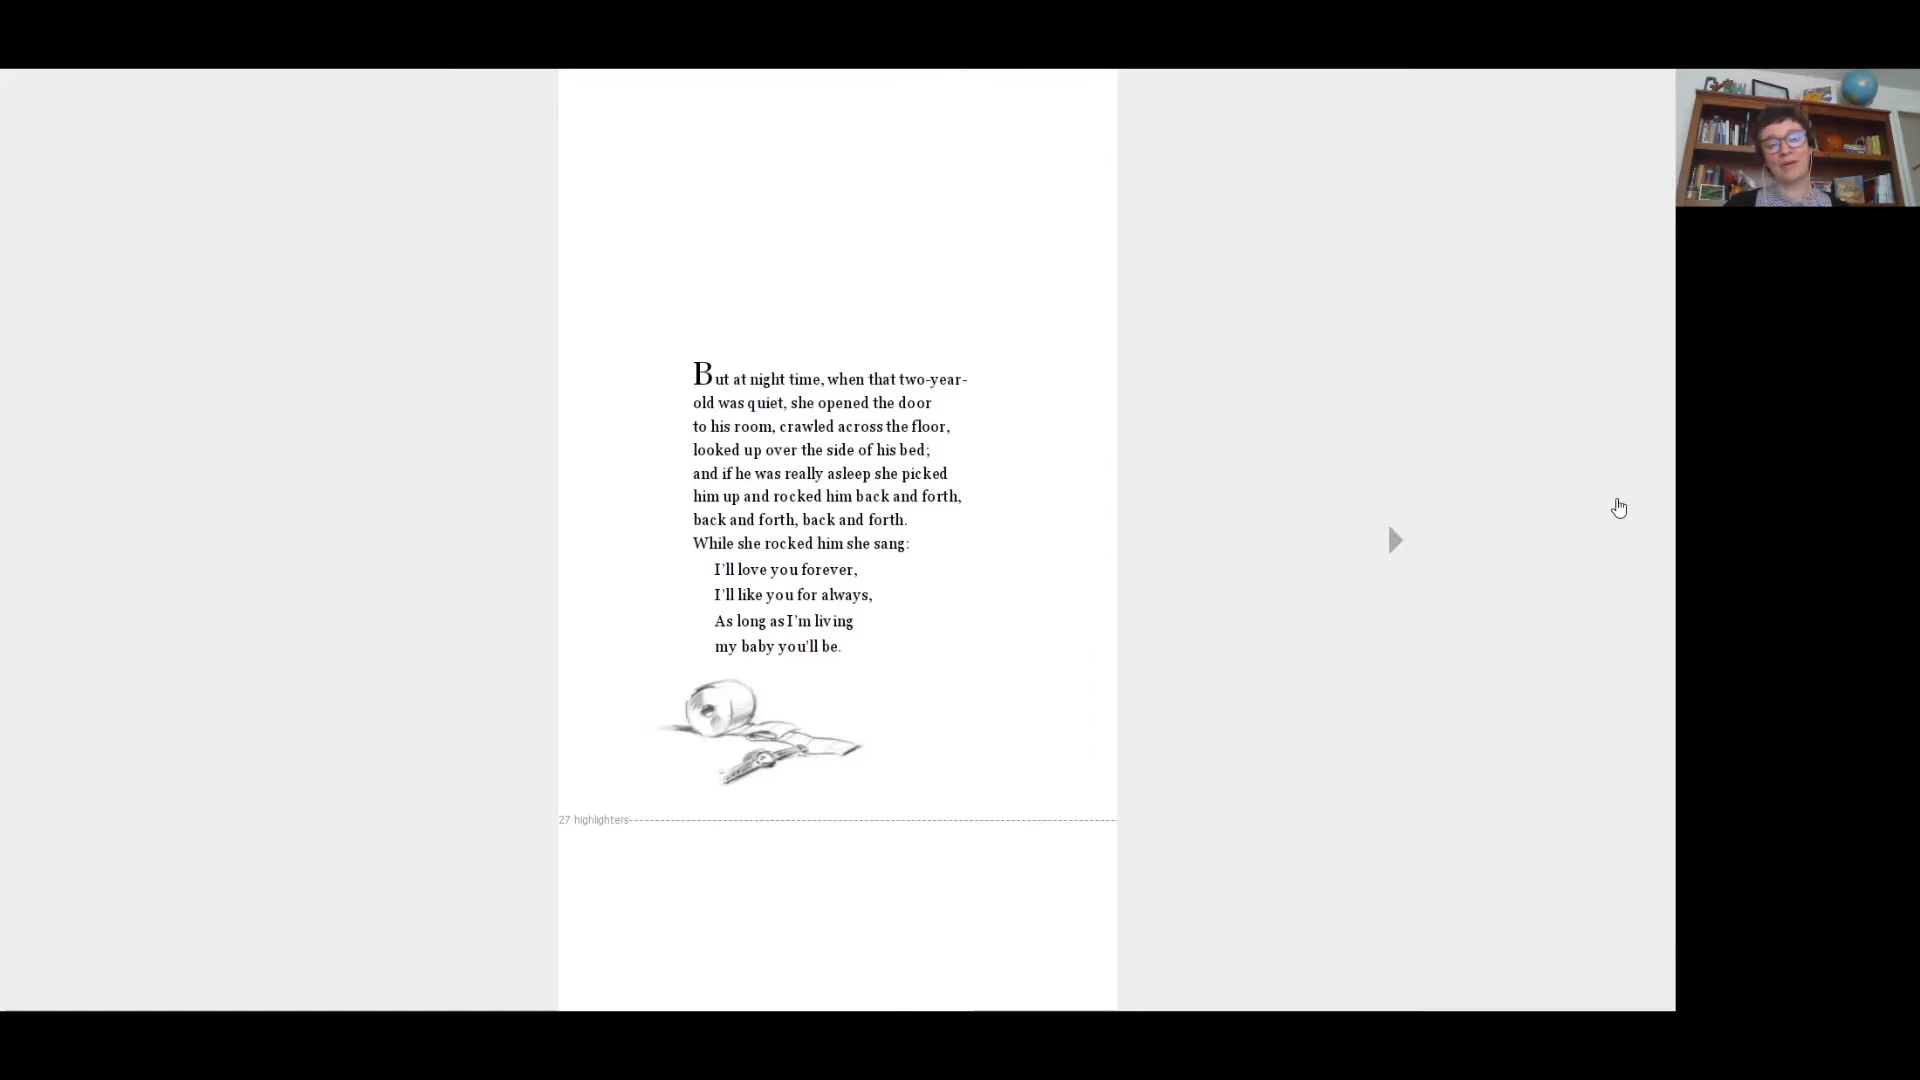 But at night time, when that two-year-
old was quiet, she opened the door
to his room, crawled across the floor,
looked up over the side of his bed;
and if he was really asleep she picked
him up and rocked him back and forth,
back and forth, back and forth.
While she rocked him she sang:
I'll love you forever,
I'll like you for always,
As long as I'm living
my baby you'll be.
27 highlighters